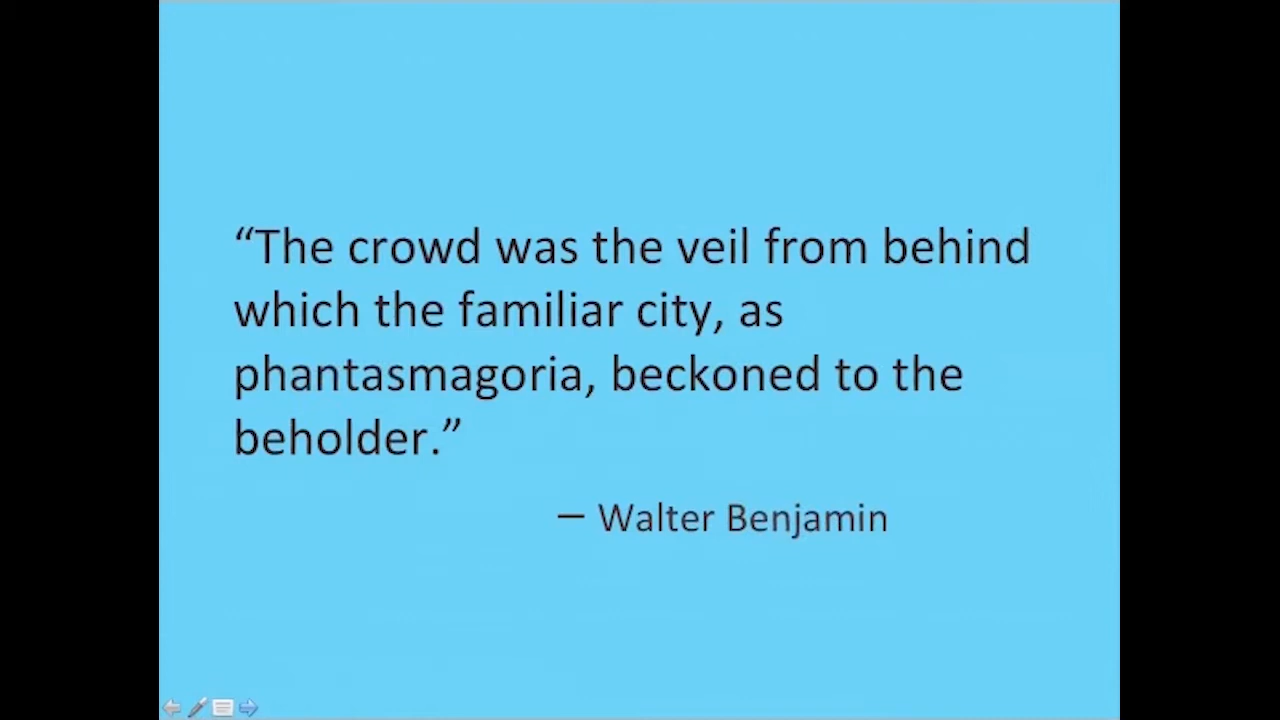 “The crowd was the veil from behind
which the familiar city, as
phantasmagoria, beckoned to the
beholder.”
– Walter Benjamin